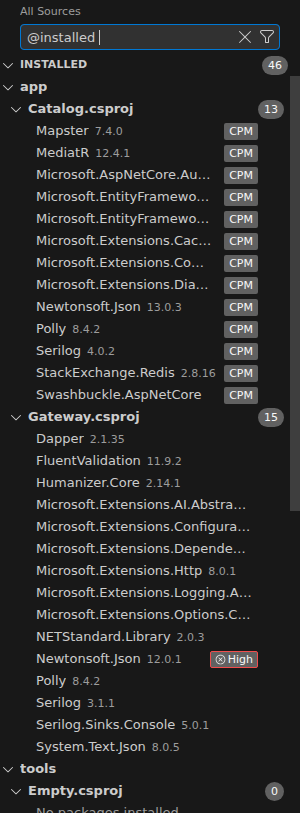 All Sources
@installed
INSTALLED 46
app
Catalog.csproj 13
Mapster 7.4.0 CPM
MediatR 12.4.1 CPM
Microsoft.AspNetCore.Au... CPM
Microsoft.EntityFramewo... CPM
Microsoft.EntityFramewo... CPM
Microsoft.Extensions.Cac... CPM
Microsoft.Extensions.Co... CPM
Microsoft.Extensions.Dia... CPM
Newtonsoft.Json 13.0.3 CPM
Polly 8.4.2 CPM
Serilog 4.0.2 CPM
StackExchange.Redis 2.8.16 CPM
Swashbuckle.AspNetCore CPM
Gateway.csproj 15
Dapper 2.1.35
FluentValidation 11.9.2
Humanizer.Core 2.14.1
Microsoft.Extensions.AI.Abstra...
Microsoft.Extensions.Configura...
Microsoft.Extensions.Depende...
Microsoft.Extensions.Http 8.0.1
Microsoft.Extensions.Logging.A...
Microsoft.Extensions.Options.C...
NETStandard.Library 2.0.3
Newtonsoft.Json 12.0.1 High
Polly 8.4.2
Serilog 3.1.1
Serilog.Sinks.Console 5.0.1
System.Text.Json 8.0.5
tools
Empty.csproj 0
No packages installed